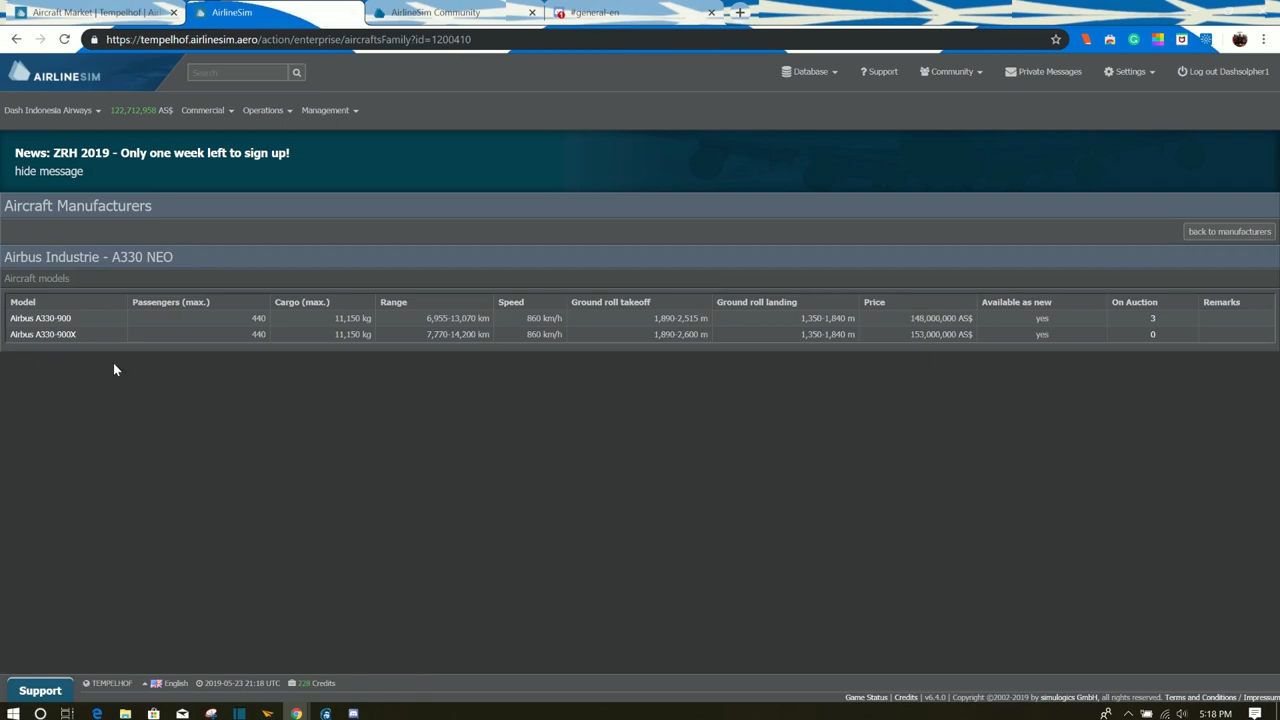 Aircraft Market | Tempelhof | Airl
AirlineSim
AirlineSim Community
#general-en
https://tempelhof.airlinesim.aero/action/enterprise/aircraftsFamily?id=1200410
AIRLINESIM
Search
Database
Support
Community
Private Messages
Settings
Log out Dashsolpher1
Dash Indonesia Airways
122,712,958 AS$
Commercial
Operations
Management
News: ZRH 2019 - Only one week left to sign up!
hide message
Aircraft Manufacturers
back to manufacturers
Airbus Industrie - A330 NEO
Aircraft models
Model Passengers (max.) Cargo (max.) Range Speed Ground roll takeoff Ground roll landing Price Available as new On Auction Remarks
Airbus A330-900 440 11,150 kg 6,955-13,070 km 860 km/h 1,890-2,515 m 1,350-1,840 m 148,000,000 AS$ yes 3
Airbus A330-900X 440 11,150 kg 7,770-14,200 km 860 km/h 1,890-2,600 m 1,350-1,840 m 153,000,000 AS$ yes 0
Support
TEMPELHOF
English
2019-05-23 21:18 UTC
228 Credits
Game Status | Credits | v6.4.0 | Copyright ©2002-2019 by simulogics GmbH, all rights reserved. Terms and Conditions / Impressum
5:18 PM